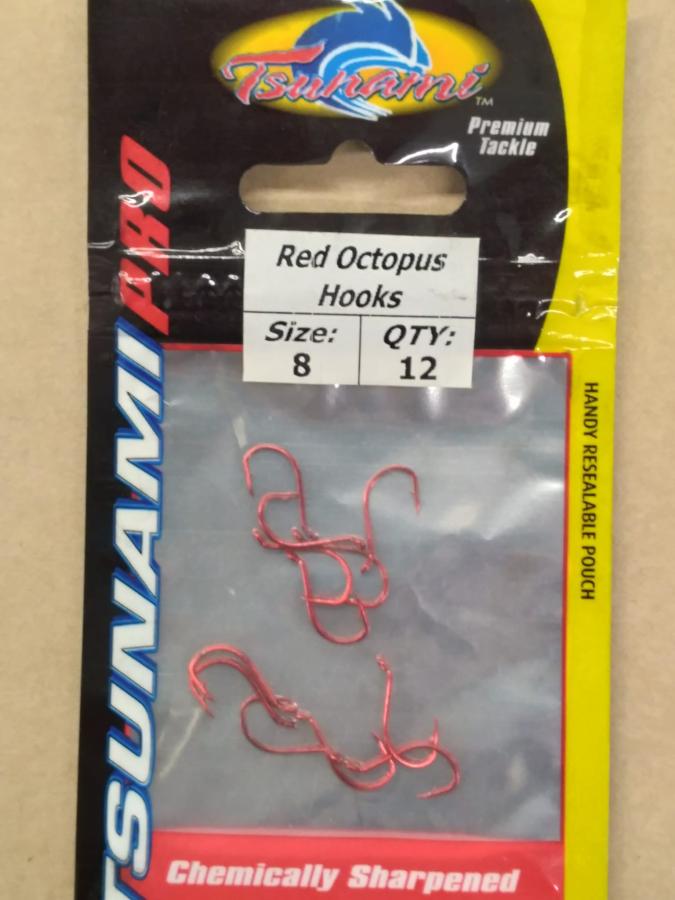 Tsunami
TM
Premium
Tackle
TSUNAMI PRO
Red Octopus
Hooks
Size:
8
QTY:
12
HANDY RESEALABLE POUCH
Chemically Sharpened